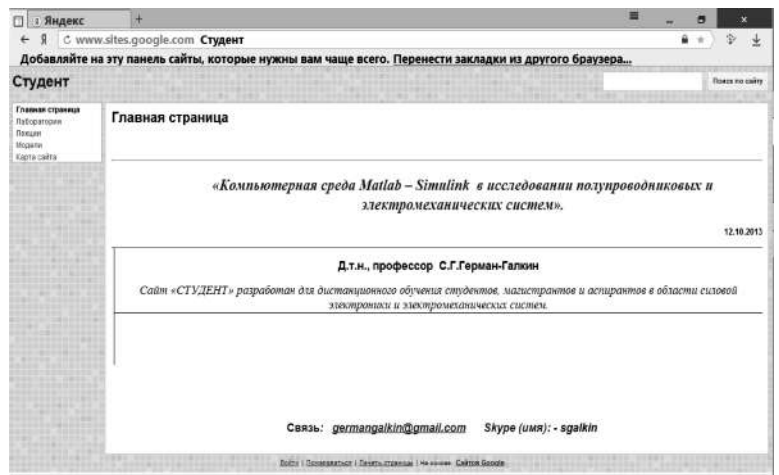 Яндекс
www.sites.google.com Студент
Добавляйте на эту панель сайты, которые нужны вам чаще всего. Перенести закладки из другого браузера...
Студент
Поиск по сайту
Главная страница
Лаборатории
Лекции
Модели
Карта сайта
Главная страница
«Компьютерная среда Matlab – Simulink в исследовании полупроводниковых и
электромеханических систем».
12.10.2013
Д.т.н., профессор С.Г.Герман-Галкин
Сайт «СТУДЕНТ» разработан для дистанционного обучения студентов, магистрантов и аспирантов в области силовой
электроники и электромеханических систем.
Связь: germangalkin@gmail.com Skype (имя): - sgalkin
Войти | Пожаловаться | Печать страницы | На основе Сайтов Google